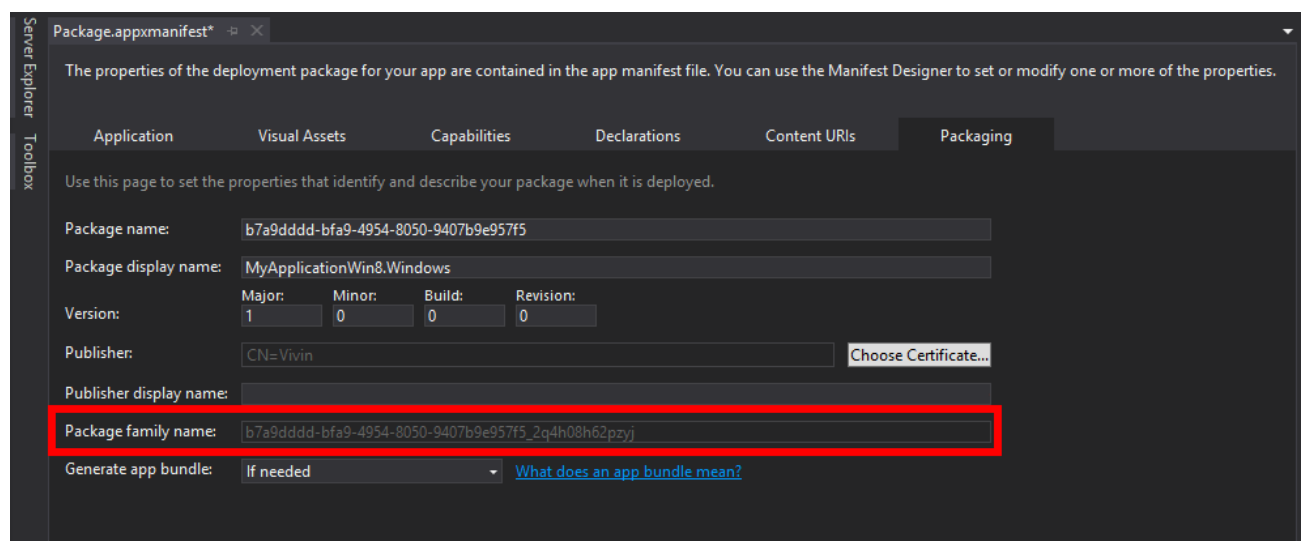 Server Explorer
Toolbox
Package.appxmanifest*
The properties of the deployment package for your app are contained in the app manifest file. You can use the Manifest Designer to set or modify one or more of the properties.
Application Visual Assets Capabilities Declarations Content URIs Packaging
Use this page to set the properties that identify and describe your package when it is deployed.
Package name: b7a9dddd-bfa9-4954-8050-9407b9e957f5
Package display name: MyApplicationWin8.Windows
Major: Minor: Build: Revision:
Version: 1 0 0 0
Publisher: CN=Vivin Choose Certificate...
Publisher display name:
Package family name: b7a9dddd-bfa9-4954-8050-9407b9e957f5_2q4h08h62pzyj
Generate app bundle: If needed What does an app bundle mean?